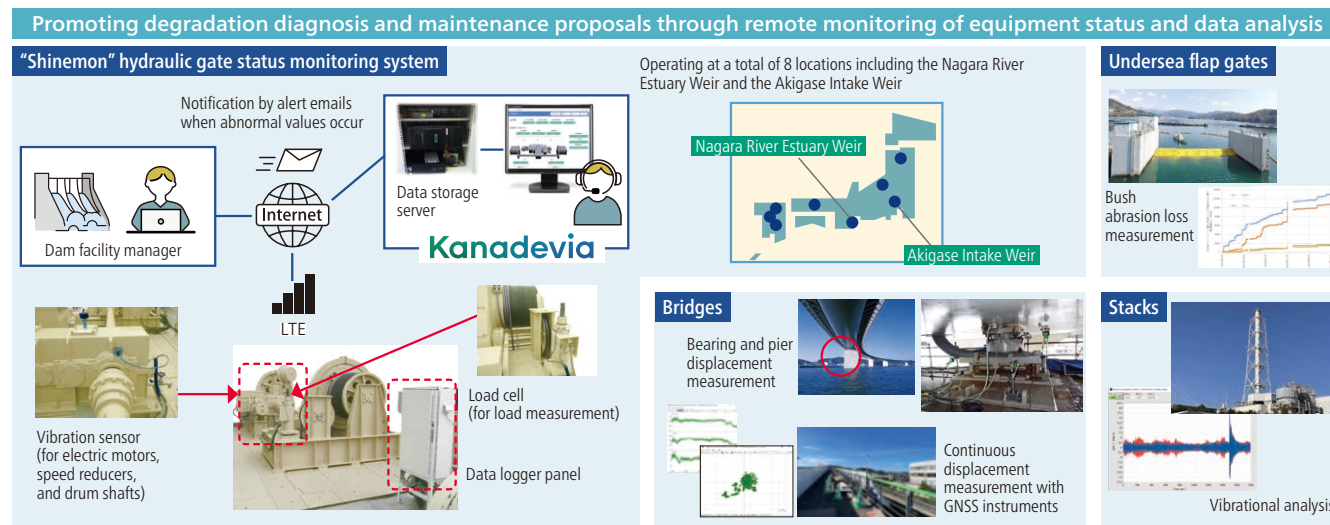 Promoting degradation diagnosis and maintenance proposals through remote monitoring of equipment status and data analysis
“Shinemon” hydraulic gate status monitoring system
Notification by alert emails
when abnormal values occur
Dam facility manager
Internet
LTE
Data storage
server
Kanadevia
Vibration sensor
(for electric motors,
speed reducers,
and drum shafts)
Load cell
(for load measurement)
Data logger panel
Operating at a total of 8 locations including the Nagara River
Estuary Weir and the Akigase Intake Weir
Nagara River Estuary Weir
Akigase Intake Weir
Undersea flap gates
Bush
abrasion loss
measurement
Bridges
Bearing and pier
displacement
measurement
Continuous
displacement
measurement with
GNSS instruments
Stacks
Vibrational analysis